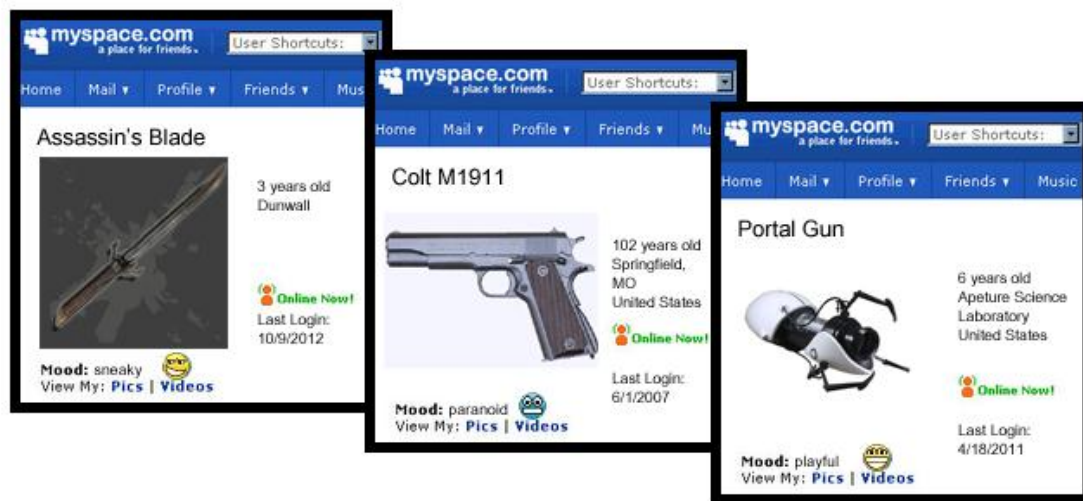 myspace.com
a place for friends.
User Shortcuts:
Home Mail Profile Friends Mus
Assassin's Blade
3 years old
Dunwall
Online Now!
Last Login:
10/9/2012
Mood: sneaky
View My: Pics | Videos
myspace.com
a place for friends.
User Shortcuts:
Home Mail Profile Friends Mu
Colt M1911
102 years old
Springfield,
MO
United States
Online Now!
Last Login:
6/1/2007
Mood: paranoid
View My: Pics | Videos
myspace.com
a place for friends.
User Shortcuts:
Home Mail Profile Friends Music
Portal Gun
6 years old
Apeture Science
Laboratory
United States
Online Now!
Last Login:
4/18/2011
Mood: playful
View My: Pics | Videos